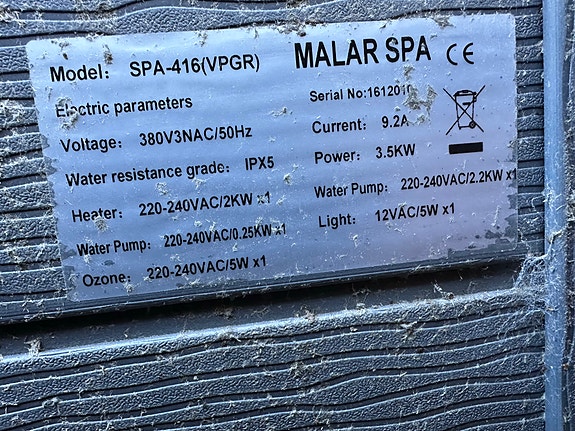 Model: SPA-416(VPGR) MALAR SPA CE
Electric parameters
Serial No:161201
Voltage: 380V3NAC/50Hz
Current: 9.2A
Water resistance grade: IPX5
Power: 3.5KW
Heater: 220-240VAC/2KW x1
Water Pump: 220-240VAC/2.2KW x1
Water Pump: 220-240VAC/0.25KW x1
Light: 12VAC/5W x1
Ozone: 220-240VAC/5W x1